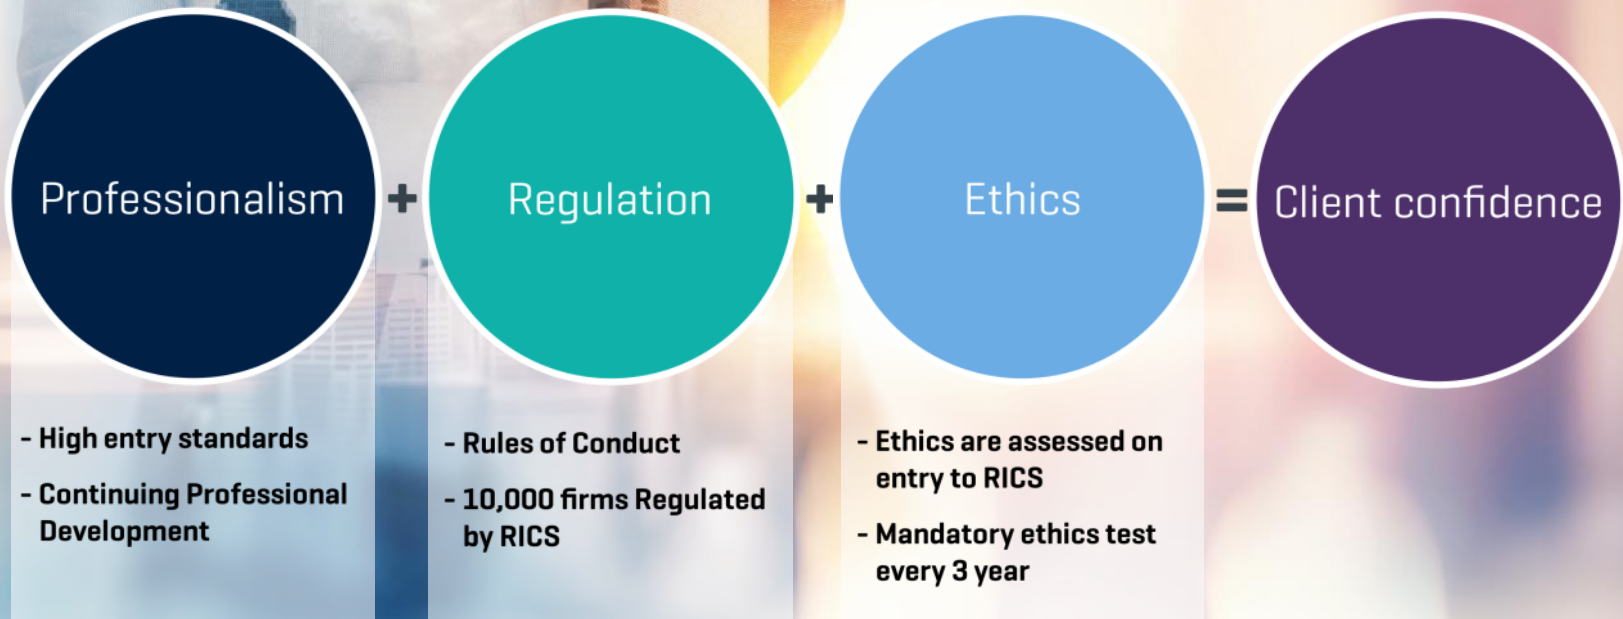 Professionalism + Regulation + Ethics = Client confidence
- High entry standards
- Continuing Professional
Development
- Rules of Conduct
- 10,000 firms Regulated
by RICS
- Ethics are assessed on
entry to RICS
- Mandatory ethics test
every 3 year